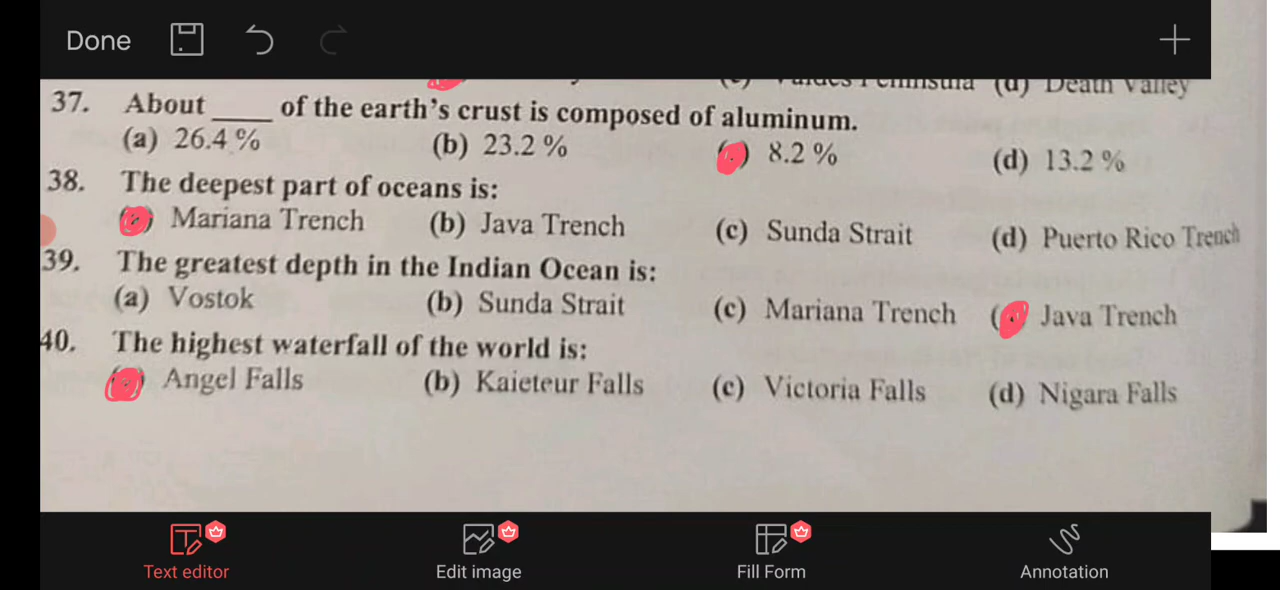 Done
(d) Death Valley
37. About ____ of the earth's crust is composed of aluminum.
(a) 26.4 % (b) 23.2 % 8.2 % (d) 13.2 %
38. The deepest part of oceans is:
Mariana Trench (b) Java Trench (c) Sunda Strait (d) Puerto Rico Trench
39. The greatest depth in the Indian Ocean is:
(a) Vostok (b) Sunda Strait (c) Mariana Trench Java Trench
40. The highest waterfall of the world is:
Angel Falls (b) Kaieteur Falls (c) Victoria Falls (d) Nigara Falls
Text editor Edit image Fill Form Annotation